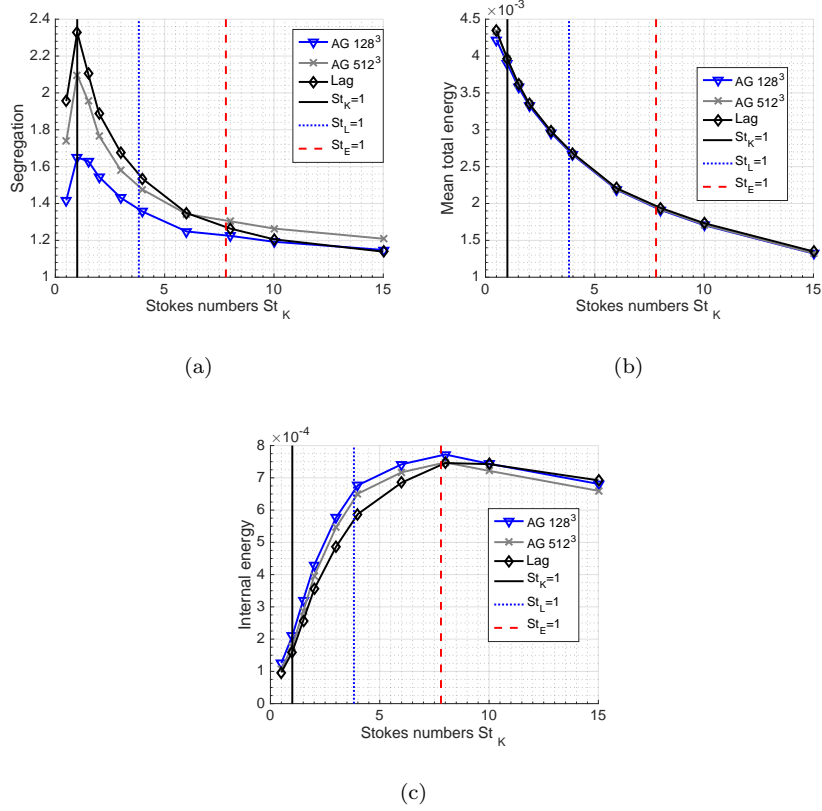 2.4
2.2
2
1.8
1.6
1.4
1.2
1
Segregation
0
5
10
15
Stokes numbers St K
AG 128³
AG 512³
Lag
St_K=1
St_L=1
St_E=1
(a)
×10⁻³
4.5
4
3.5
3
2.5
2
1.5
1
Mean total energy
0
5
10
15
Stokes numbers St K
AG 128³
AG 512³
Lag
St_K=1
St_L=1
St_E=1
(b)
×10⁻⁴
8
7
6
5
4
3
2
1
0
Internal energy
0
5
10
15
Stokes numbers St K
AG 128³
AG 512³
Lag
St_K=1
St_L=1
St_E=1
(c)